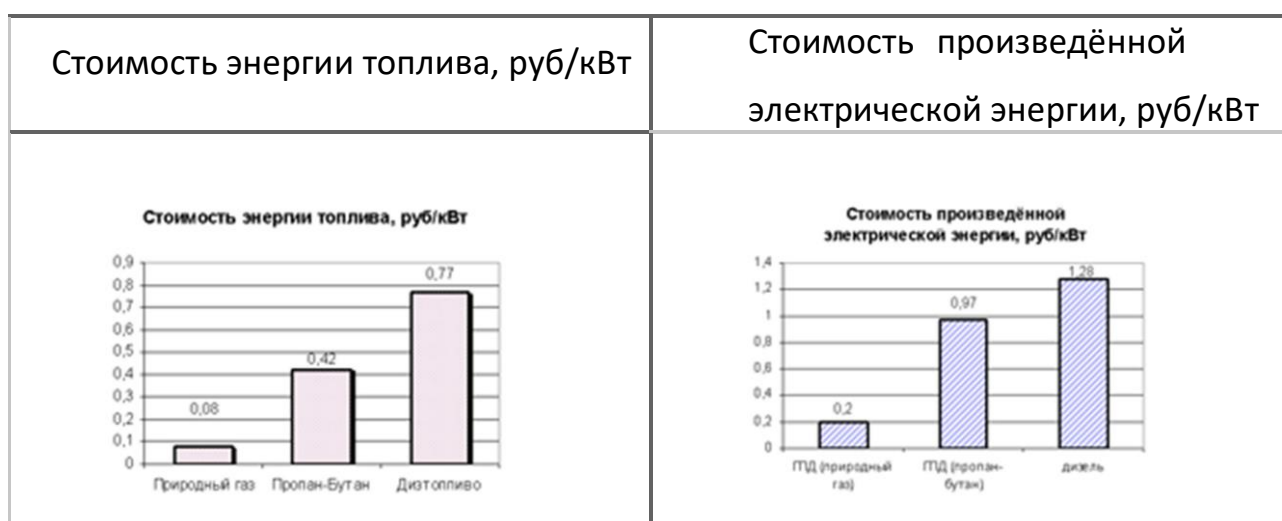 Стоимость энергии топлива, руб/кВт
Стоимость произведённой
электрической энергии, руб/кВт
Стоимость энергии топлива, руб/кВт
0,9
0,8
0,7
0,6
0,5
0,4
0,3
0,2
0,1
0
0,08
0,42
0,77
Природный газ Пропан-Бутан Дизтопливо
Стоимость произведённой
электрической энергии, руб/кВт
1,4
1,2
1
0,8
0,6
0,4
0,2
0
0,2
0,97
1,28
ГПД (природный
газ)
ГПД (пропан-
бутан)
дизель